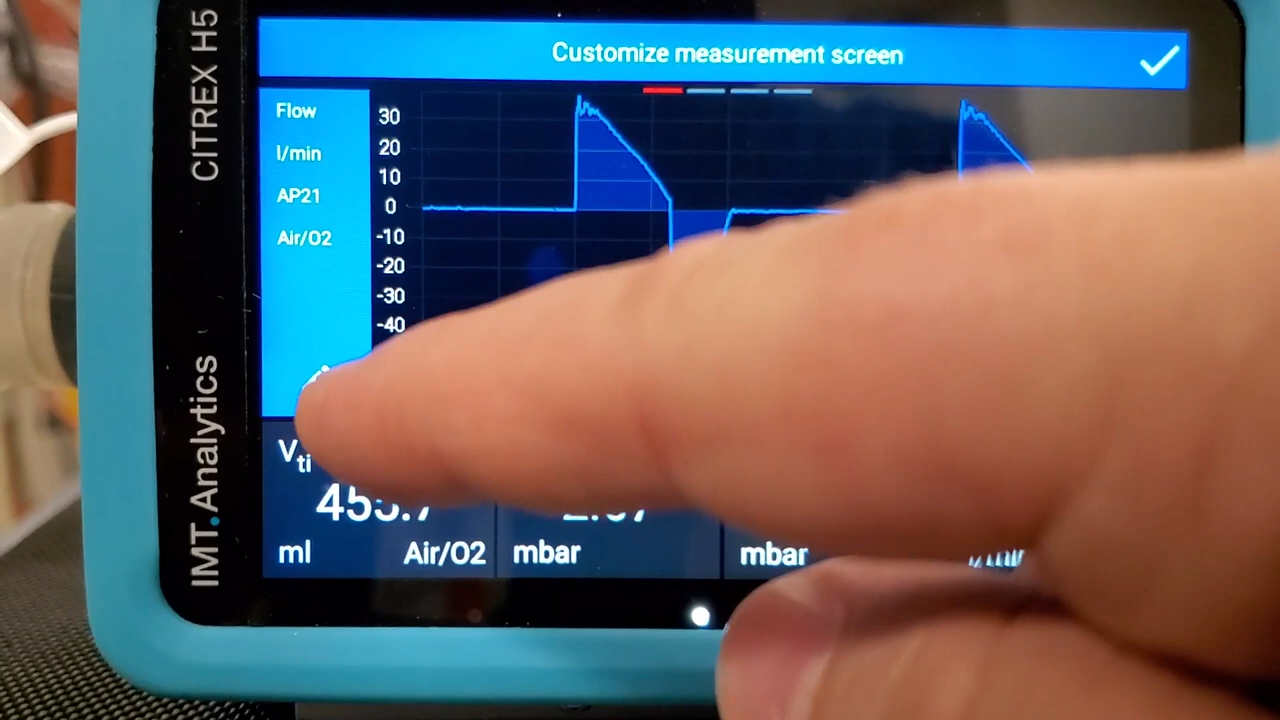 CITREX H5
IMT.Analytics
Customize measurement screen
Flow
l/min
AP21
Air/O2
30
20
10
0
-10
-20
-30
-40
Vti
ml
Air/O2
mbar
mbar